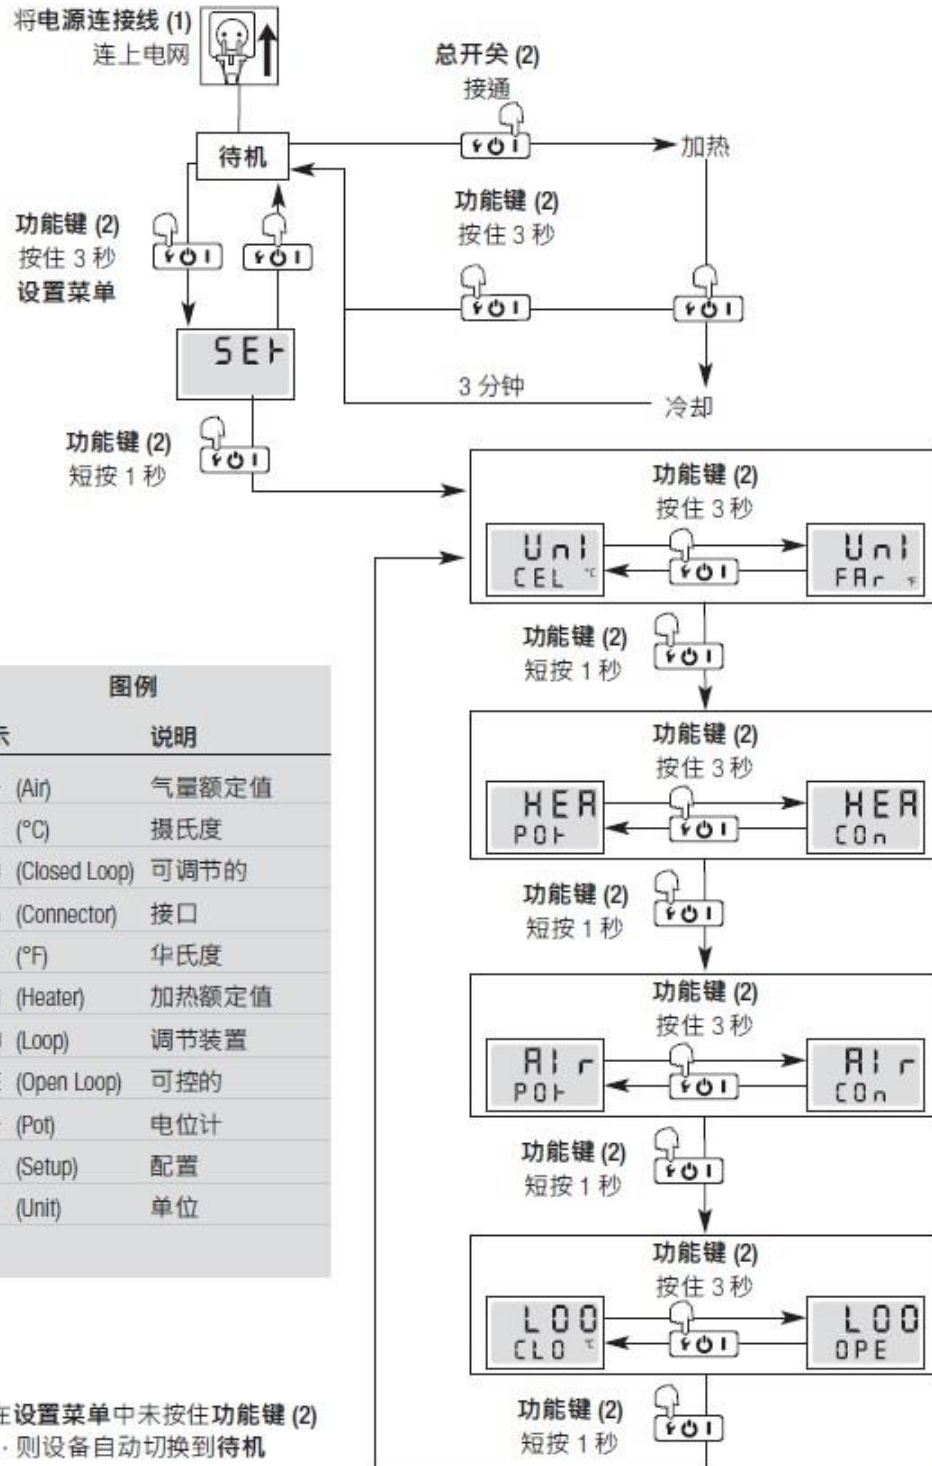 将电源连接线 (1)
连上电网
总开关 (2)
接通
待机
加热
功能键 (2)
按住 3 秒
设置菜单
功能键 (2)
按住 3 秒
SEt
3 分钟
冷却
功能键 (2)
短按 1 秒
功能键 (2)
按住 3 秒
UnI
CEL °C
UnI
FAr °F
功能键 (2)
短按 1 秒
功能键 (2)
按住 3 秒
HEA
POt
HEA
COn
功能键 (2)
短按 1 秒
功能键 (2)
按住 3 秒
AIr
POt
AIr
COn
功能键 (2)
短按 1 秒
功能键 (2)
按住 3 秒
LOO
CLO °C
LOO
OPE
功能键 (2)
短按 1 秒
图例
示 说明
(Air) 气量额定值
(°C) 摄氏度
(Closed Loop) 可调节的
(Connector) 接口
(°F) 华氏度
(Heater) 加热额定值
(Loop) 调节装置
(Open Loop) 可控的
(Pot) 电位计
(Setup) 配置
(Unit) 单位
在设置菜单中未按住功能键 (2)
，则设备自动切换到待机